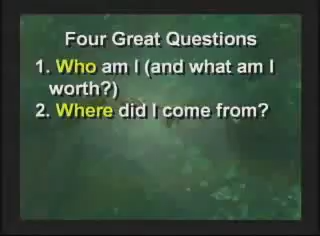 Four Great Questions
1. Who am I (and what am I
worth?)
2. Where did I come from?